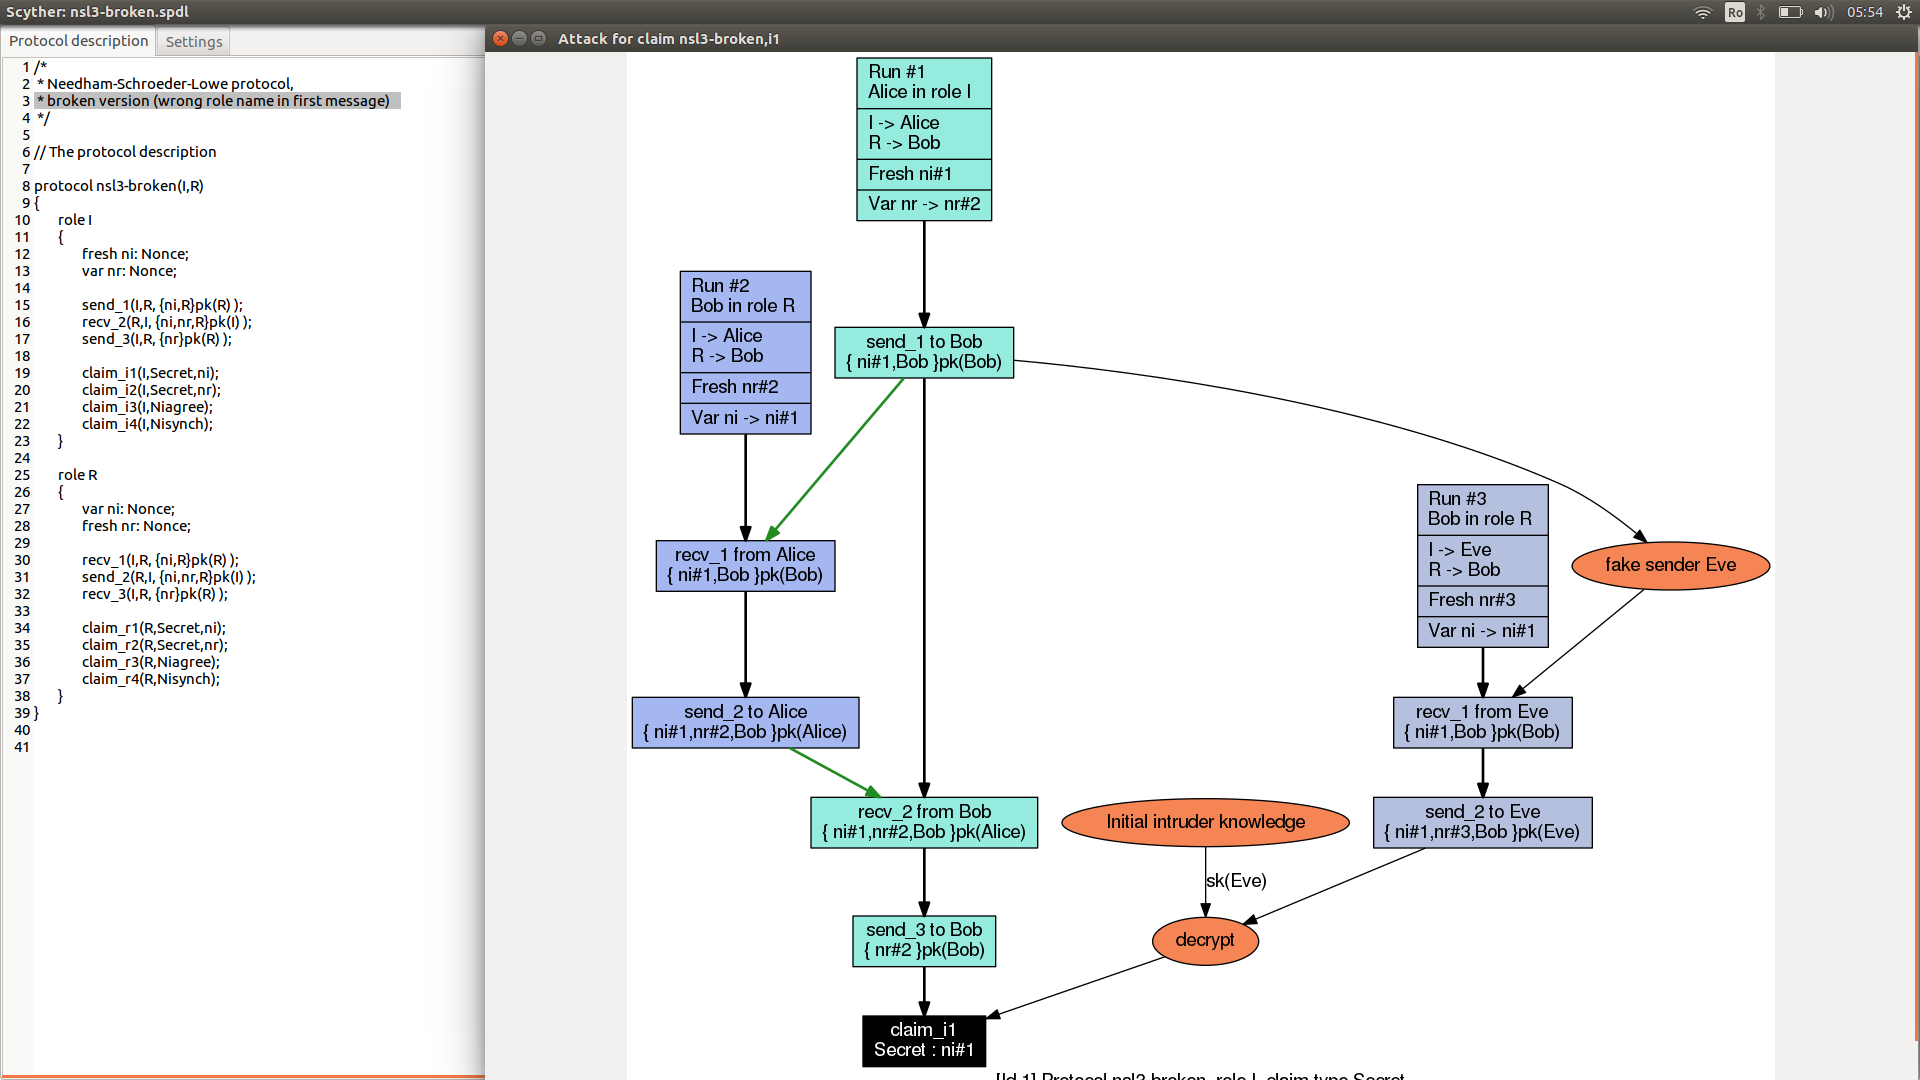 Scyther: nsl3-broken.spdl
Ro
05:54
Protocol description
Settings
1 /*
2 * Needham-Schroeder-Lowe protocol,
3 * broken version (wrong role name in first message)
4 */
5
6 // The protocol description
7
8 protocol nsl3-broken(I,R)
9 {
10 role I
11 {
12 fresh ni: Nonce;
13 var nr: Nonce;
14
15 send_1(I,R, {ni,R}pk(R) );
16 recv_2(R,I, {ni,nr,R}pk(I) );
17 send_3(I,R, {nr}pk(R) );
18
19 claim_i1(I,Secret,ni);
20 claim_i2(I,Secret,nr);
21 claim_i3(I,Niagree);
22 claim_i4(I,Nisynch);
23 }
24
25 role R
26 {
27 var ni: Nonce;
28 fresh nr: Nonce;
29
30 recv_1(I,R, {ni,R}pk(R) );
31 send_2(R,I, {ni,nr,R}pk(I) );
32 recv_3(I,R, {nr}pk(R) );
33
34 claim_r1(R,Secret,ni);
35 claim_r2(R,Secret,nr);
36 claim_r3(R,Niagree);
37 claim_r4(R,Nisynch);
38 }
39 }
40
41
Attack for claim nsl3-broken,i1
Run #1
Alice in role I
I -> Alice
R -> Bob
Fresh ni#1
Var nr -> nr#2
Run #2
Bob in role R
I -> Alice
R -> Bob
Fresh nr#2
Var ni -> ni#1
send_1 to Bob
{ ni#1,Bob }pk(Bob)
Run #3
Bob in role R
I -> Eve
R -> Bob
Fresh nr#3
Var ni -> ni#1
fake sender Eve
recv_1 from Alice
{ ni#1,Bob }pk(Bob)
send_2 to Alice
{ ni#1,nr#2,Bob }pk(Alice)
recv_1 from Eve
{ ni#1,Bob }pk(Bob)
recv_2 from Bob
{ ni#1,nr#2,Bob }pk(Alice)
Initial intruder knowledge
send_2 to Eve
{ ni#1,nr#3,Bob }pk(Eve)
sk(Eve)
send_3 to Bob
{ nr#2 }pk(Bob)
decrypt
claim_i1
Secret : ni#1
[Id 1] Protocol nsl3-broken, role I, claim type Secret